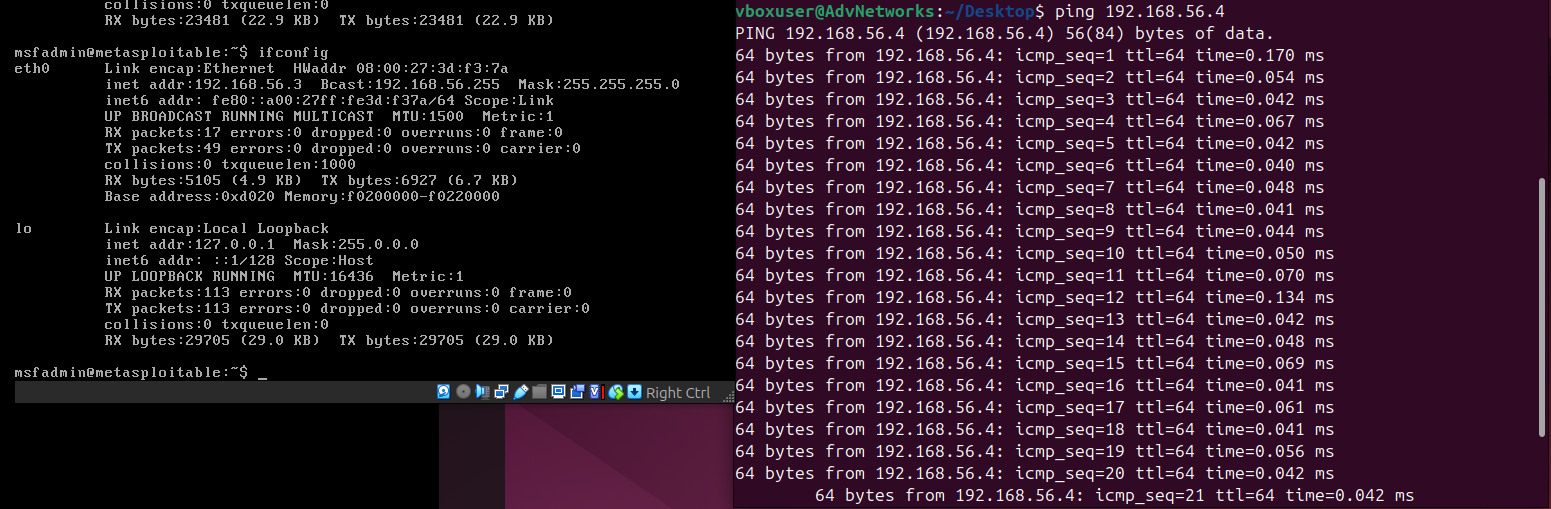 collisions:0 txqueuelen:0
RX bytes:23481 (22.9 KB)  TX bytes:23481 (22.9 KB)
msfadmin@metasploitable:~$ ifconfig
eth0      Link encap:Ethernet  HWaddr 08:00:27:3d:f3:7a
inet addr:192.168.56.3  Bcast:192.168.56.255  Mask:255.255.255.0
inet6 addr: fe80::a00:27ff:fe3d:f37a/64 Scope:Link
UP BROADCAST RUNNING MULTICAST  MTU:1500  Metric:1
RX packets:17 errors:0 dropped:0 overruns:0 frame:0
TX packets:49 errors:0 dropped:0 overruns:0 carrier:0
collisions:0 txqueuelen:1000
RX bytes:5105 (4.9 KB)  TX bytes:6927 (6.7 KB)
Base address:0xd020 Memory:f0200000-f0220000
lo        Link encap:Local Loopback
inet addr:127.0.0.1  Mask:255.0.0.0
inet6 addr: ::1/128 Scope:Host
UP LOOPBACK RUNNING  MTU:16436  Metric:1
RX packets:113 errors:0 dropped:0 overruns:0 frame:0
TX packets:113 errors:0 dropped:0 overruns:0 carrier:0
collisions:0 txqueuelen:0
RX bytes:29705 (29.0 KB)  TX bytes:29705 (29.0 KB)
msfadmin@metasploitable:~$ _
Right Ctrl
vboxuser@AdvNetworks:~/Desktop$ ping 192.168.56.4
PING 192.168.56.4 (192.168.56.4) 56(84) bytes of data.
64 bytes from 192.168.56.4: icmp_seq=1 ttl=64 time=0.170 ms
64 bytes from 192.168.56.4: icmp_seq=2 ttl=64 time=0.054 ms
64 bytes from 192.168.56.4: icmp_seq=3 ttl=64 time=0.042 ms
64 bytes from 192.168.56.4: icmp_seq=4 ttl=64 time=0.067 ms
64 bytes from 192.168.56.4: icmp_seq=5 ttl=64 time=0.042 ms
64 bytes from 192.168.56.4: icmp_seq=6 ttl=64 time=0.040 ms
64 bytes from 192.168.56.4: icmp_seq=7 ttl=64 time=0.048 ms
64 bytes from 192.168.56.4: icmp_seq=8 ttl=64 time=0.041 ms
64 bytes from 192.168.56.4: icmp_seq=9 ttl=64 time=0.044 ms
64 bytes from 192.168.56.4: icmp_seq=10 ttl=64 time=0.050 ms
64 bytes from 192.168.56.4: icmp_seq=11 ttl=64 time=0.070 ms
64 bytes from 192.168.56.4: icmp_seq=12 ttl=64 time=0.134 ms
64 bytes from 192.168.56.4: icmp_seq=13 ttl=64 time=0.042 ms
64 bytes from 192.168.56.4: icmp_seq=14 ttl=64 time=0.048 ms
64 bytes from 192.168.56.4: icmp_seq=15 ttl=64 time=0.069 ms
64 bytes from 192.168.56.4: icmp_seq=16 ttl=64 time=0.041 ms
64 bytes from 192.168.56.4: icmp_seq=17 ttl=64 time=0.061 ms
64 bytes from 192.168.56.4: icmp_seq=18 ttl=64 time=0.041 ms
64 bytes from 192.168.56.4: icmp_seq=19 ttl=64 time=0.056 ms
64 bytes from 192.168.56.4: icmp_seq=20 ttl=64 time=0.042 ms
64 bytes from 192.168.56.4: icmp_seq=21 ttl=64 time=0.042 ms